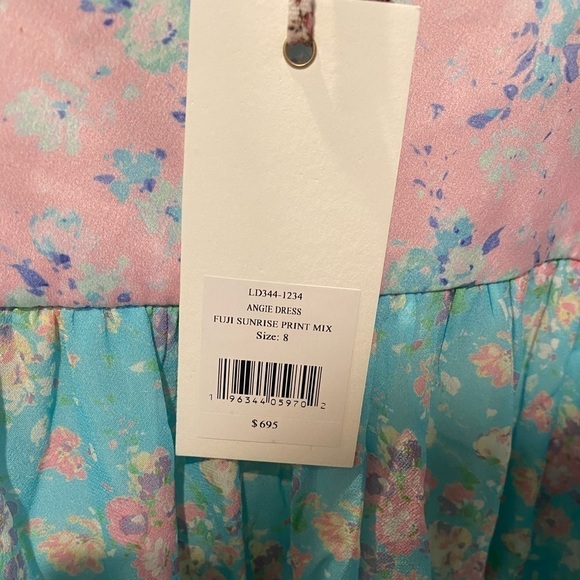 LD344-1234
ANGIE DRESS
FUJI SUNRISE PRINT MIX
Size: 8
1 96344 05970 2
$695